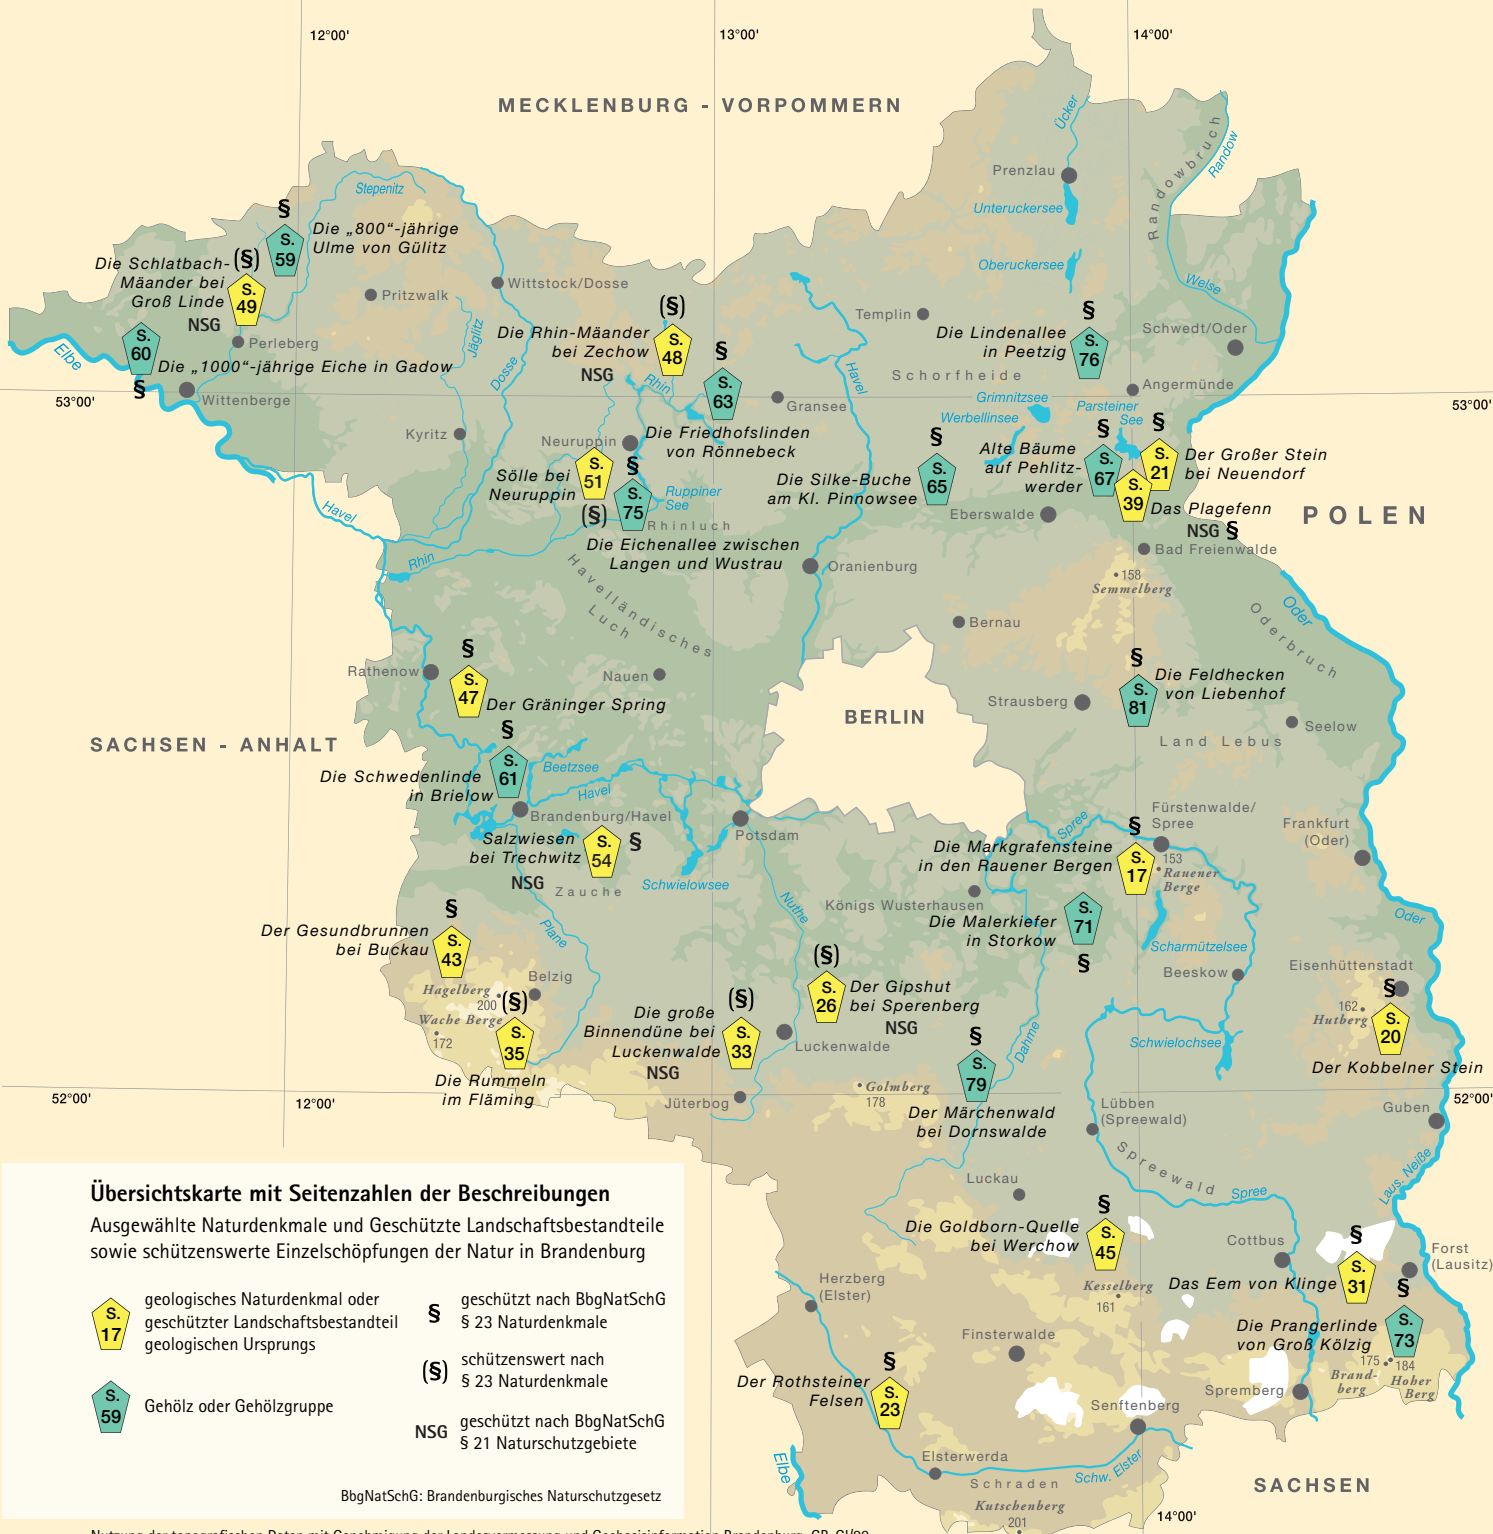 12°00'
13°00'
14°00'
MECKLENBURG - VORPOMMERN
Ücker
Randowbruch
Randow
Prenzlau
Unteruckersee
Stepenitz
§
Die „800“-jährige
Ulme von Gülitz
S.
59
Die Schlatbach-
Mäander bei
Groß Linde
(§)
S.
49
NSG
Oberuckersee
Welse
Pritzwalk
Wittstock/Dosse
Templin
Schwedt/Oder
Elbe
S.
60
§
Perleberg
Die „1000“-jährige Eiche in Gadow
Wittenberge
Jäglitz
Dosse
Die Rhin-Mäander
bei Zechow
NSG
(§)
S.
48
Rhin
§
S.
63
Die Friedhofslinden
von Rönnebeck
Gransee
Havel
Die Lindenallee
in Peetzig
§
S.
76
Schorfheide
Angermünde
Grimnitzsee
Werbellinsee
Parsteiner
See
53°00'
53°00'
Kyritz
Neuruppin
Sölle bei
Neuruppin
S.
51
(§)
§
S.
75
Ruppiner
See
Rhinluch
Die Eichenallee zwischen
Langen und Wustrau
Die Silke-Buche
am Kl. Pinnowsee
§
S.
65
Alte Bäume
auf Pehlitz-
werder
§
S.
67
§
S.
21
Der Großer Stein
bei Neuendorf
S.
39
Das Plagefenn
NSG §
Eberswalde
Bad Freienwalde
POLEN
Havel
Rhin
Havelländisches
Luch
Oranienburg
158
Semmelberg
Oder
Oderbruch
Bernau
Rathenow
§
S.
47
Der Gräninger Spring
Nauen
BERLIN
Strausberg
§
S.
81
Die Feldhecken
von Liebenhof
Seelow
Land Lebus
SACHSEN - ANHALT
§
S.
61
Die Schwedenlinde
in Brielow
Beetzsee
Havel
Brandenburg/Havel
Potsdam
Salzwiesen
bei Trechwitz
NSG
S.
54
§
Zauche
Schwielowsee
Spree
Fürstenwalde/
Spree
Frankfurt
(Oder)
Die Markgrafensteine
in den Rauener Bergen
§
S.
17
153
Rauener
Berge
Plane
Nuthe
Königs Wusterhausen
Die Malerkiefer
in Storkow
S.
71
§
Scharmützelsee
Oder
Der Gesundbrunnen
bei Buckau
§
S.
43
Belzig
Hagelberg
200
Wache Berge
172
(§)
S.
35
Die Rummeln
im Fläming
Beeskow
Eisenhüttenstadt
162
Hutberg
§
S.
20
Der Kobbelner Stein
(§)
S.
26
Der Gipshut
bei Sperenberg
NSG
Die große
Binnendüne bei
Luckenwalde
NSG
(§)
S.
33
Luckenwalde
Dahme
Schwielochsee
§
S.
79
Der Märchenwald
bei Dornswalde
Golmberg
178
Jüterbog
52°00'
12°00'
52°00'
Lübben
(Spreewald)
Guben
Spreewald
Spree
Laus. Neiße
Luckau
Die Goldborn-Quelle
bei Werchow
§
S.
45
Kesselberg
161
Cottbus
Das Eem von Klinge
§
S.
31
Forst
(Lausitz)
Herzberg
(Elster)
Finsterwalde
§
S.
73
Die Prangerlinde
von Groß Kölzig
175
184
Brand-
berg
Hoher
Berg
Der Rothsteiner
Felsen
§
S.
23
Spremberg
Senftenberg
Elsterwerda
Schraden
Schw. Elster
Elbe
Kutschenberg
201
14°00'
SACHSEN
Übersichtskarte mit Seitenzahlen der Beschreibungen
Ausgewählte Naturdenkmale und Geschützte Landschaftsbestandteile
sowie schützenswerte Einzelschöpfungen der Natur in Brandenburg
S.
17
geologisches Naturdenkmal oder
geschützter Landschaftsbestandteil
geologischen Ursprungs
S.
59
Gehölz oder Gehölzgruppe
§
geschützt nach BbgNatSchG
§ 23 Naturdenkmale
(§)
schützenswert nach
§ 23 Naturdenkmale
NSG
geschützt nach BbgNatSchG
§ 21 Naturschutzgebiete
BbgNatSchG: Brandenburgisches Naturschutzgesetz